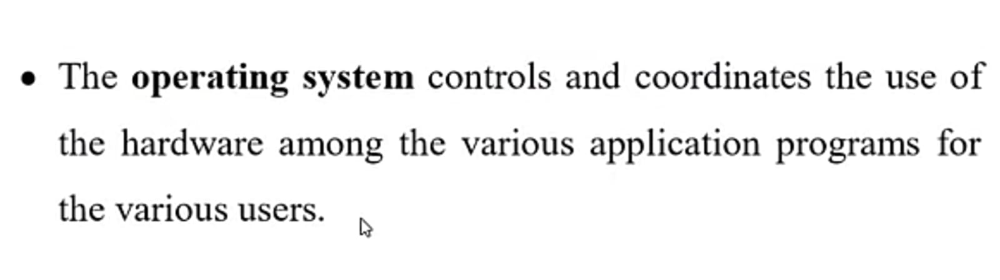 • The operating system controls and coordinates the use of
the hardware among the various application programs for
the various users.